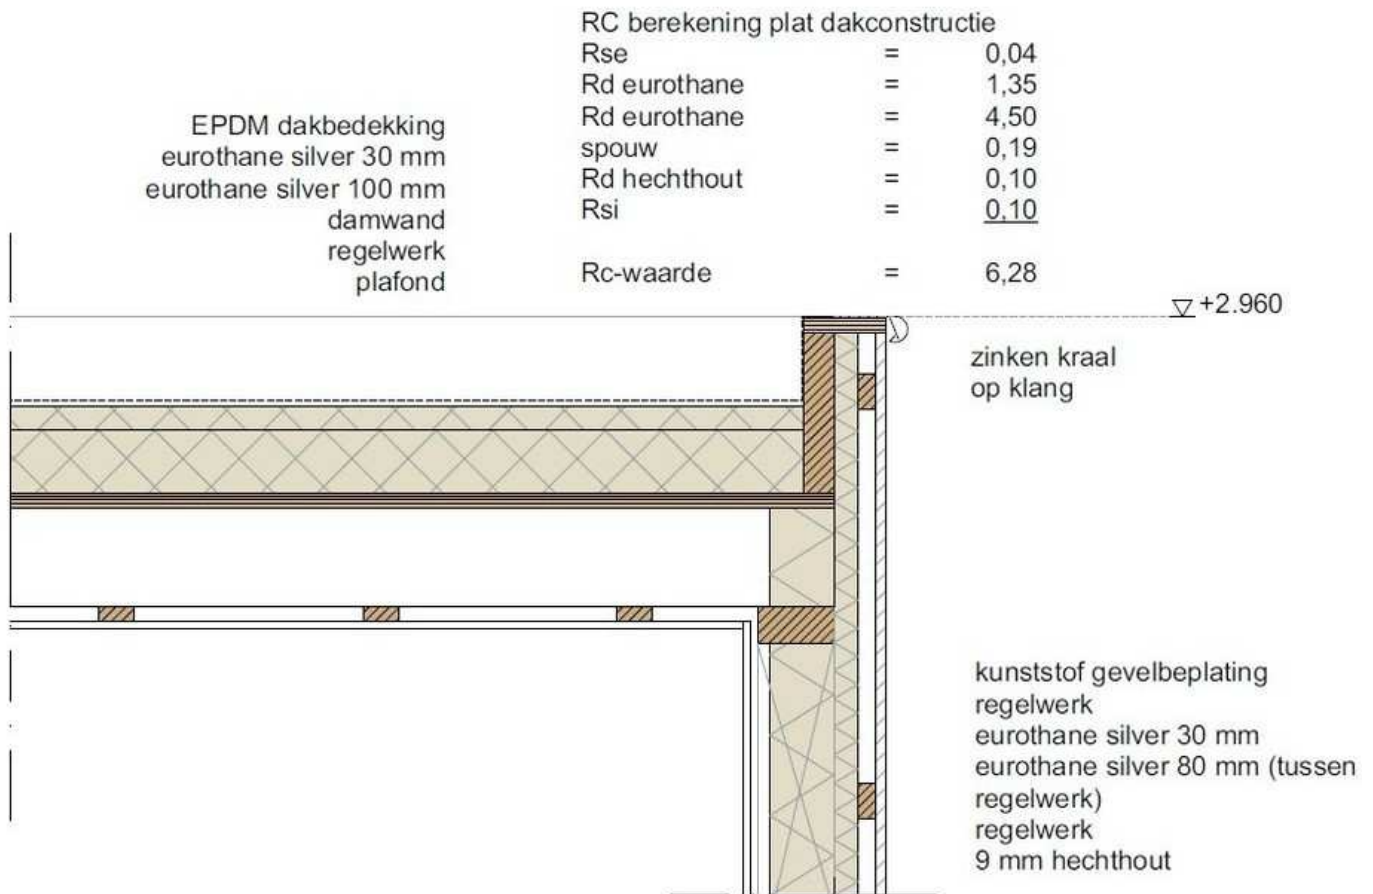 RC berekening plat dakconstructie
Rse = 0,04
Rd eurothane = 1,35
Rd eurothane = 4,50
spouw = 0,19
Rd hechthout = 0,10
Rsi = 0,10
Rc-waarde = 6,28
EPDM dakbedekking
eurothane silver 30 mm
eurothane silver 100 mm
damwand
regelwerk
plafond
+2.960
zinken kraal
op klang
kunststof gevelbeplating
regelwerk
eurothane silver 30 mm
eurothane silver 80 mm (tussen
regelwerk)
regelwerk
9 mm hechthout